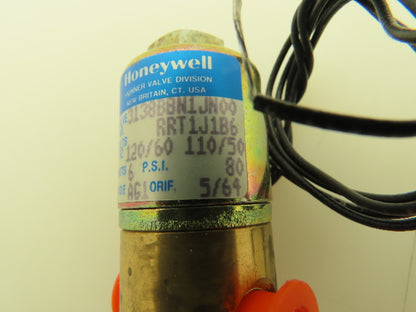 Honeywell
SKINNER VALVE DIVISION
NEW BRITAIN, CT. USA
3138BBN1JN00
RRT1J1B6
120/60 110/50
6 P.S.I. 80
AG1 ORIF. 5/64